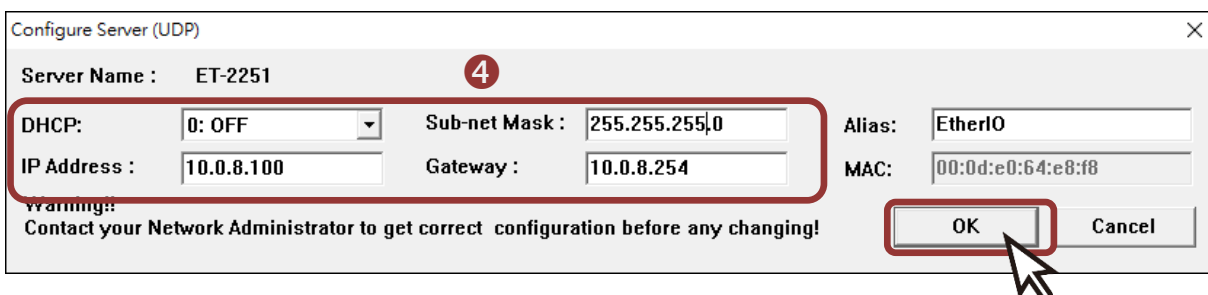 Configure Server (UDP)
Server Name : ET-2251 4
DHCP: 0: OFF Sub-net Mask : 255.255.255.0 Alias: EtherIO
IP Address : 10.0.8.100 Gateway : 10.0.8.254 MAC: 00:0d:e0:64:e8:f8
Warning!!
Contact your Network Administrator to get correct configuration before any changing! OK Cancel